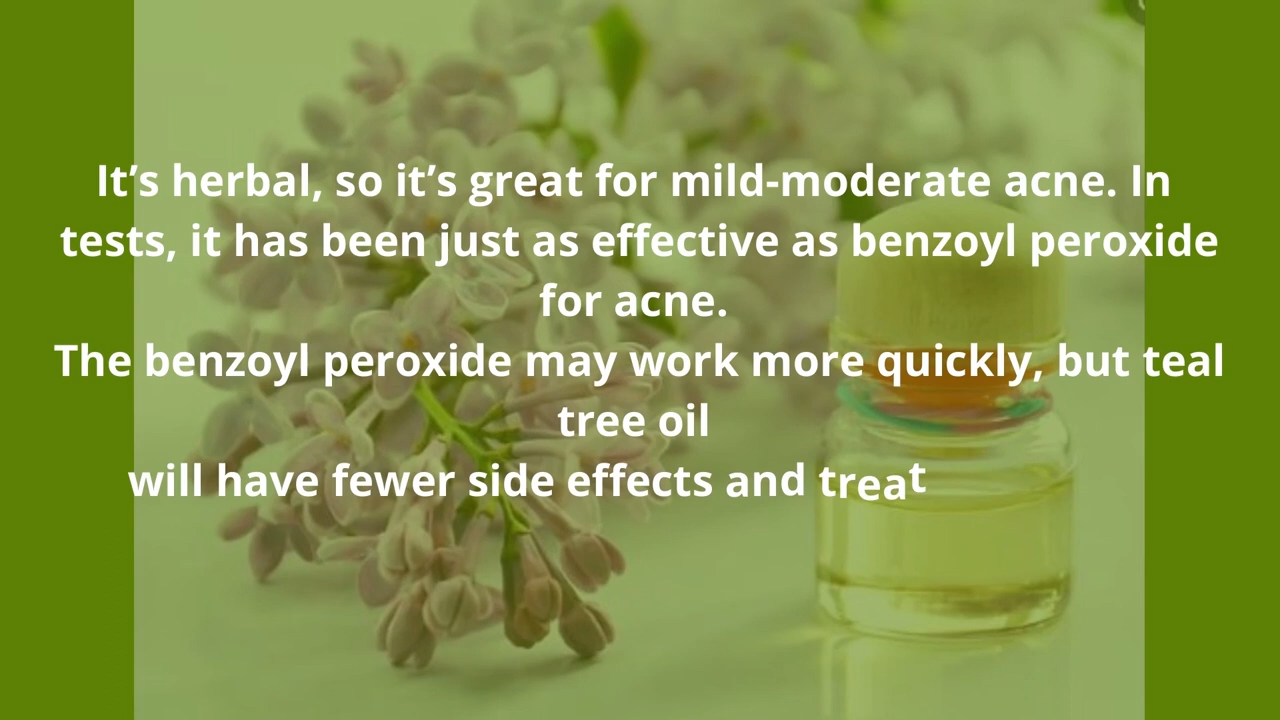 It’s herbal, so it’s great for mild-moderate acne. In
tests, it has been just as effective as benzoyl peroxide
for acne.
The benzoyl peroxide may work more quickly, but teal
tree oil
will have fewer side effects and treat